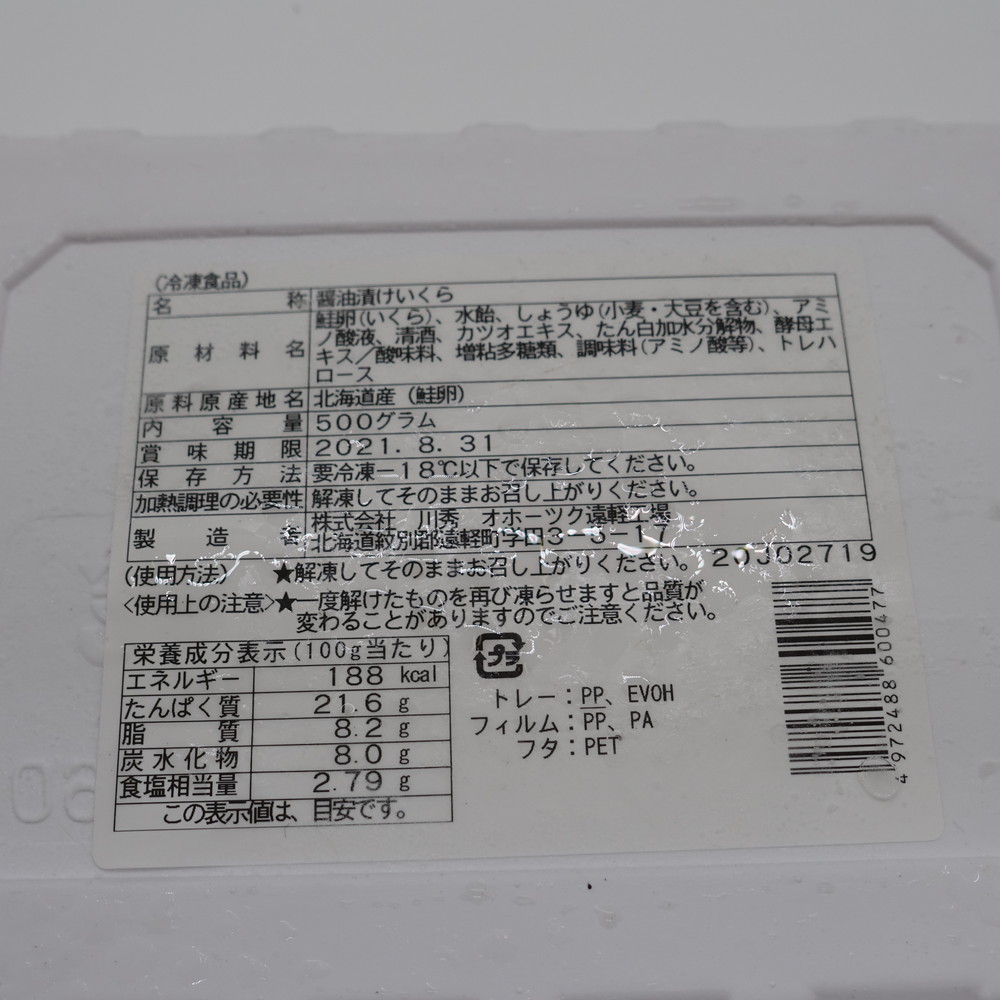 (冷凍食品)
名称 醤油漬けいくら
原材料名 鮭卵(いくら)、水飴、しょうゆ(小麦・大豆を含む)、アミ
ノ酸液、清酒、カツオエキス、たん白加水分解物、酵母エ
キス/酸味料、増粘多糖類、調味料(アミノ酸等)、トレハ
ロース
原料原産地名 北海道産(鮭卵)
内容量 500グラム
賞味期限 2021.8.31
保存方法 要冷凍-18℃以下で保存してください。
加熱調理の必要性 解凍してそのままお召し上がりください。
製造者 株式会社 川秀 オホーツク遠軽工場
北海道紋別郡遠軽町学田3-3-17
(使用方法) ★解凍してそのままお召し上がりください。 20302719
<使用上の注意>★一度解けたものを再び凍らせますと品質が
変わることがありますのでご注意ください。
栄養成分表示(100g当たり)
エネルギー 188 kcal
たんぱく質 21.6 g
脂質 8.2 g
炭水化物 8.0 g
食塩相当量 2.79 g
この表示値は、目安です。
プラ
トレー:PP、EVOH
フィルム:PP、PA
フタ:PET
4 972488 600477